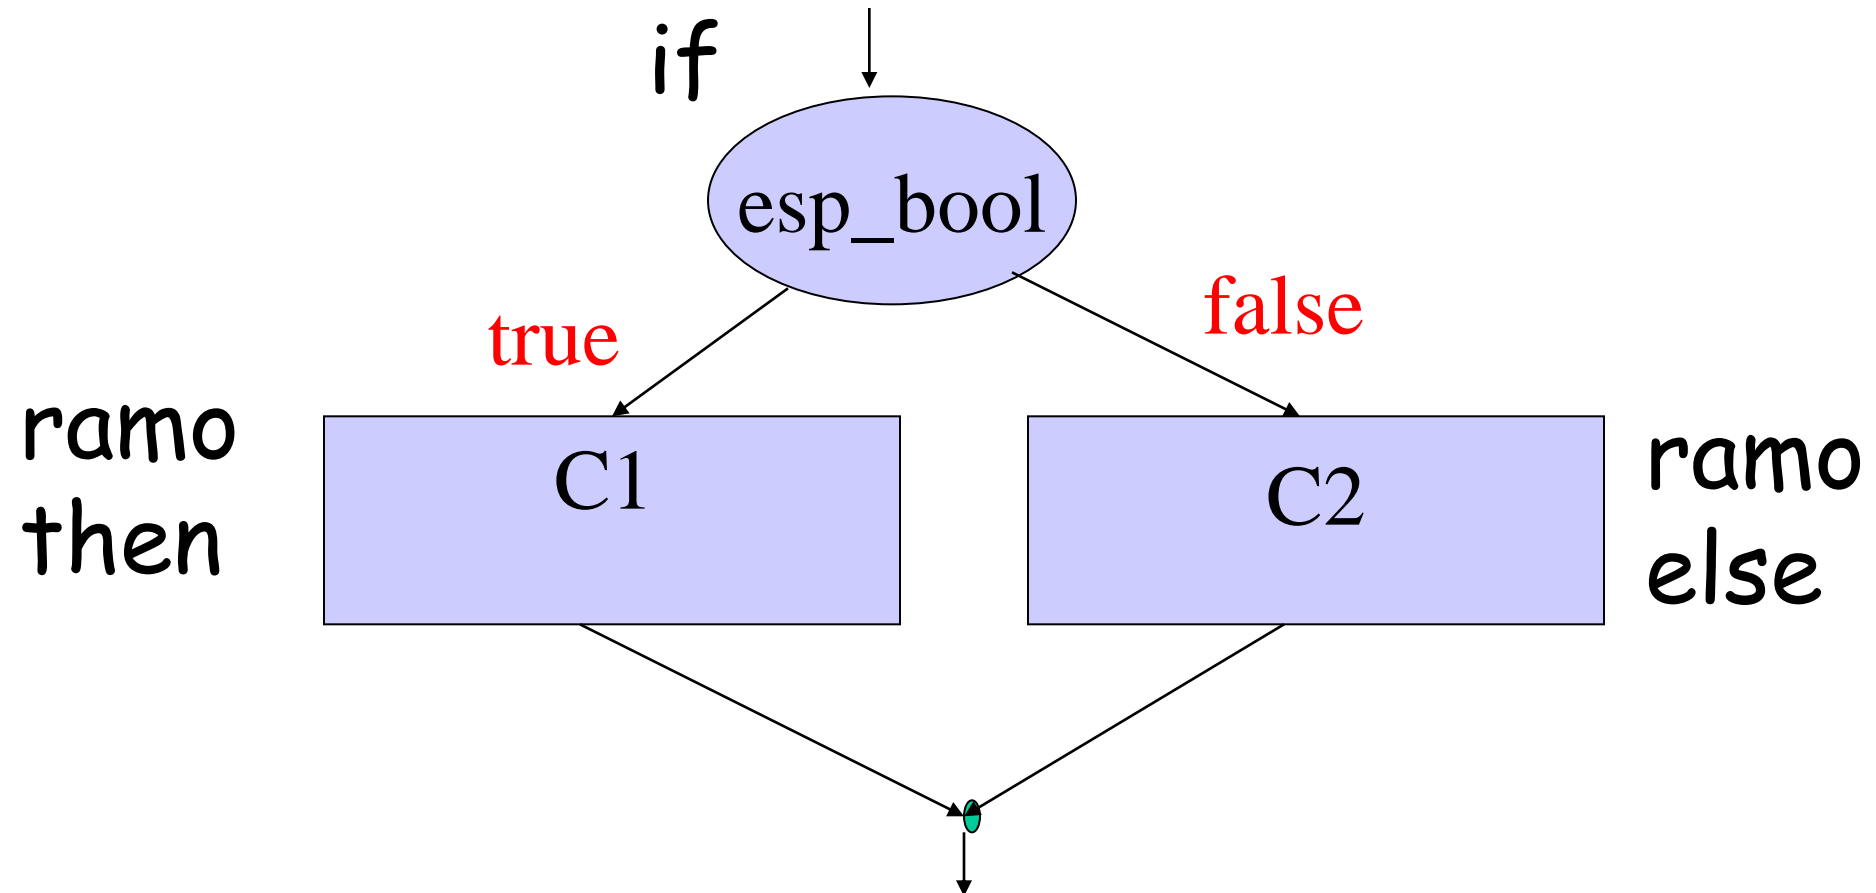 if
esp_bool
true
false
ramo
then
C1
C2
ramo
else